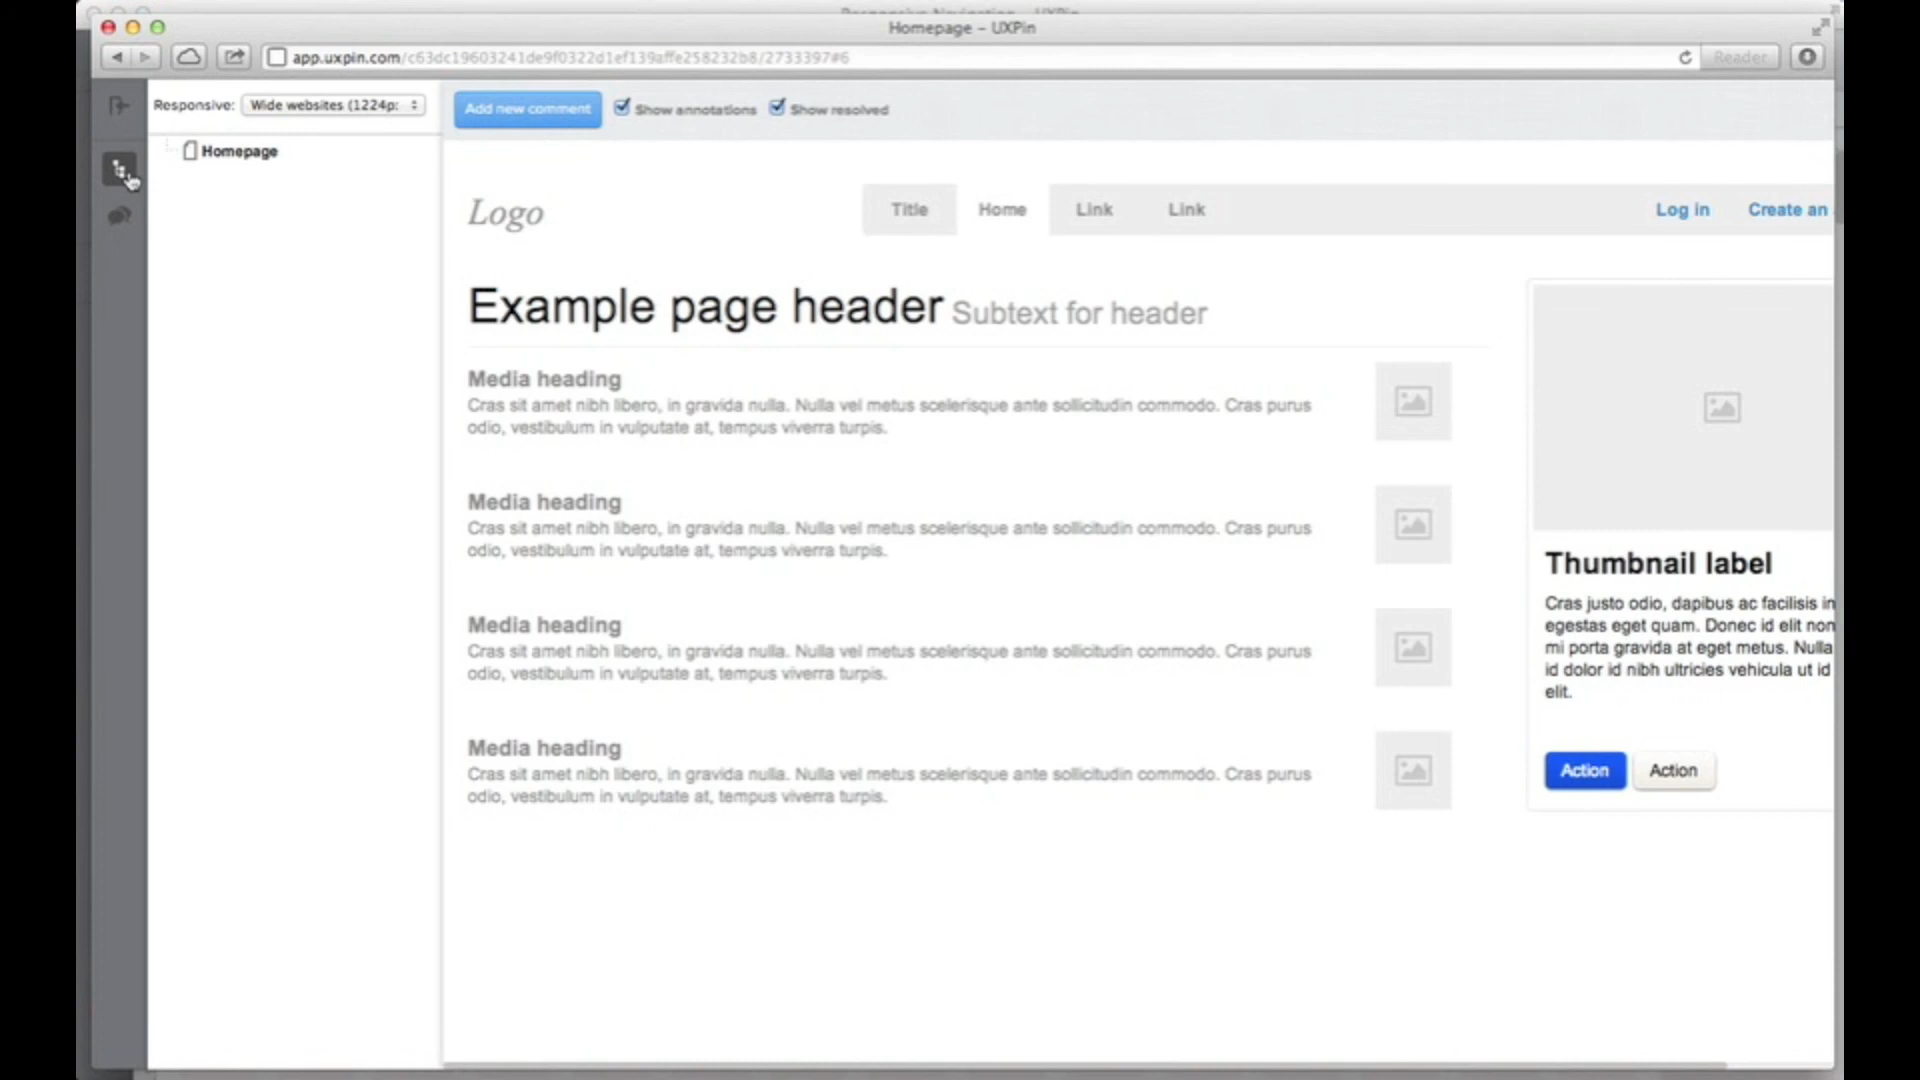 Homepage – UXPin
app.uxpin.com/c63dc19603241de9f0322d1ef139affe258232b8/2733397#6
Reader
Responsive: Wide websites (1224p:
Add new comment
Show annotations
Show resolved
Homepage
Logo
Title
Home
Link
Link
Log in
Create an
Example page header Subtext for header
Media heading
Cras sit amet nibh libero, in gravida nulla. Nulla vel metus scelerisque ante sollicitudin commodo. Cras purus
odio, vestibulum in vulputate at, tempus viverra turpis.
Media heading
Cras sit amet nibh libero, in gravida nulla. Nulla vel metus scelerisque ante sollicitudin commodo. Cras purus
odio, vestibulum in vulputate at, tempus viverra turpis.
Media heading
Cras sit amet nibh libero, in gravida nulla. Nulla vel metus scelerisque ante sollicitudin commodo. Cras purus
odio, vestibulum in vulputate at, tempus viverra turpis.
Media heading
Cras sit amet nibh libero, in gravida nulla. Nulla vel metus scelerisque ante sollicitudin commodo. Cras purus
odio, vestibulum in vulputate at, tempus viverra turpis.
Thumbnail label
Cras justo odio, dapibus ac facilisis in
egestas eget quam. Donec id elit non
mi porta gravida at eget metus. Nulla
id dolor id nibh ultricies vehicula ut id
elit.
Action
Action